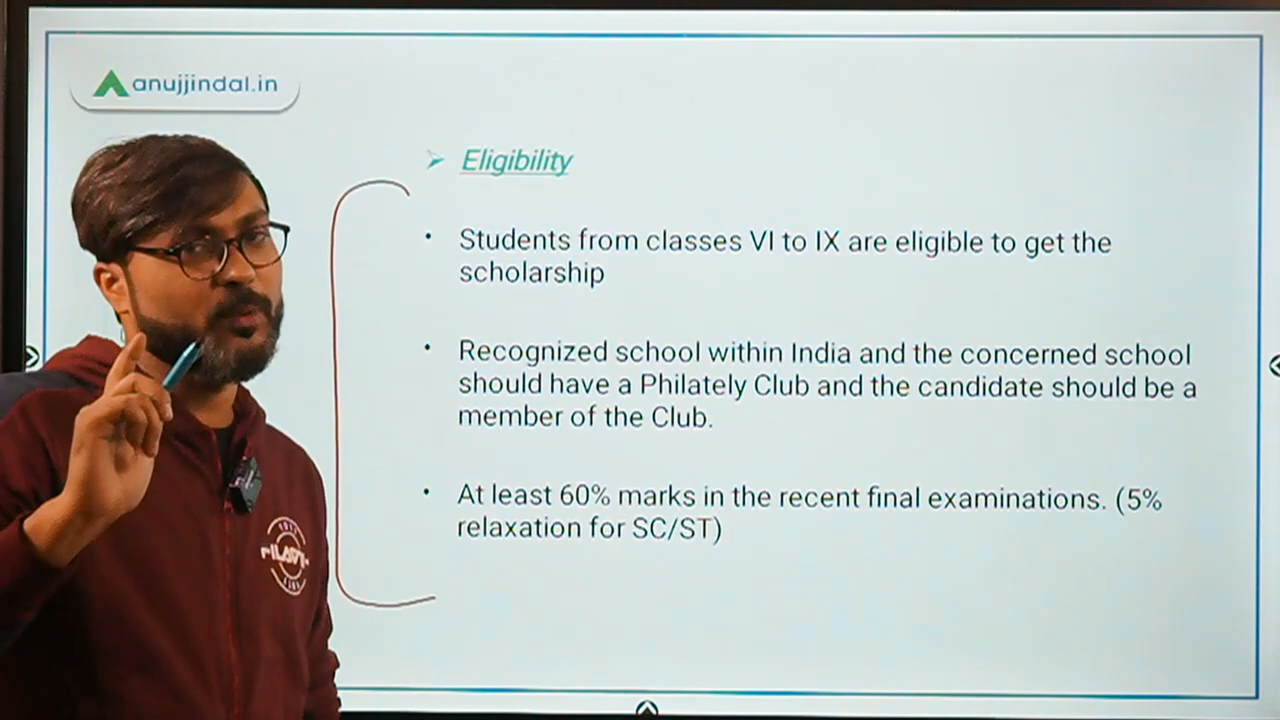 anujjindal.in
➢ Eligibility
• Students from classes VI to IX are eligible to get the
scholarship
• Recognized school within India and the concerned school
should have a Philately Club and the candidate should be a
member of the Club.
• At least 60% marks in the recent final examinations. (5%
relaxation for SC/ST)